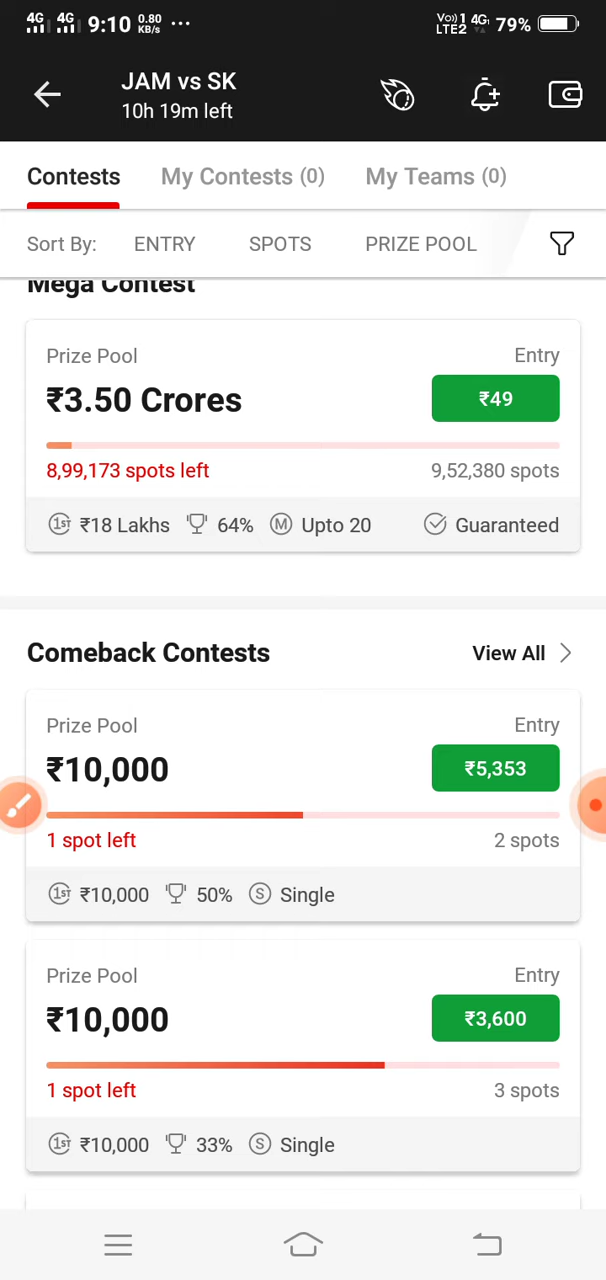 4G 4G 9:10 0.80 KB/s ... Vo)) 1 4G LTE2 79%
JAM vs SK
10h 19m left
Contests My Contests (0) My Teams (0)
Sort By: ENTRY SPOTS PRIZE POOL
Mega Contest
Prize Pool Entry
₹3.50 Crores ₹49
8,99,173 spots left 9,52,380 spots
1ST ₹18 Lakhs 64% M Upto 20 Guaranteed
Comeback Contests View All
Prize Pool Entry
₹10,000 ₹5,353
1 spot left 2 spots
1ST ₹10,000 50% S Single
Prize Pool Entry
₹10,000 ₹3,600
1 spot left 3 spots
1ST ₹10,000 33% S Single